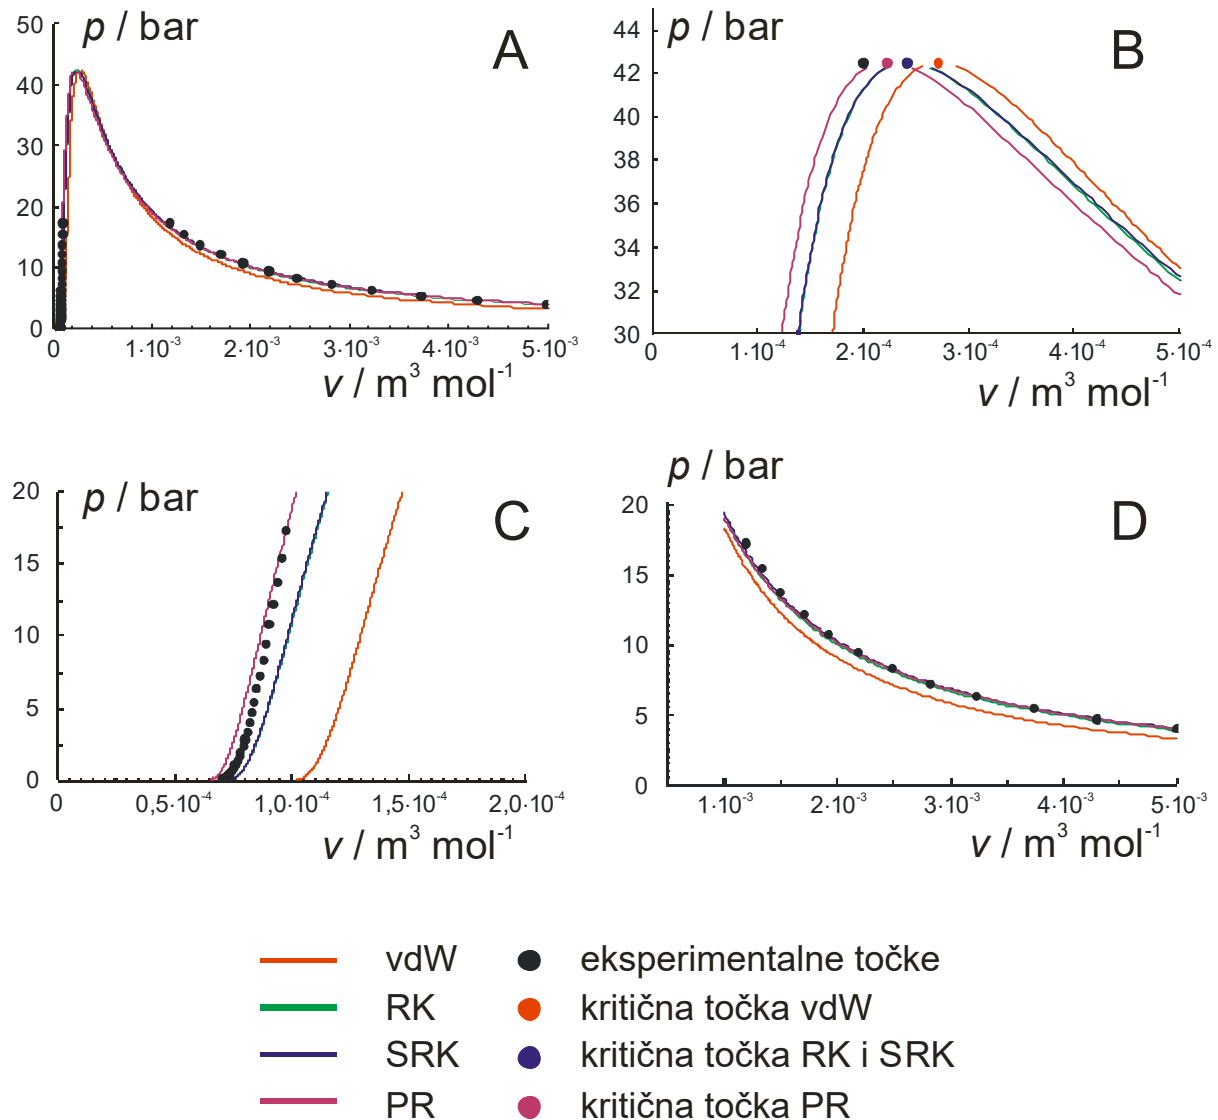 50
40
30
20
10
0
p / bar
A
0
1·10-3
2·10-3
3·10-3
4·10-3
5·10-3
v / m3 mol-1
44
42
40
38
36
34
32
30
p / bar
B
0
1·10-4
2·10-4
3·10-4
4·10-4
5·10-4
v / m3 mol-1
20
15
10
5
0
p / bar
C
0
0,5·10-4
1,0·10-4
1,5·10-4
2,0·10-4
v / m3 mol-1
p / bar
20
15
10
5
0
D
1·10-3
2·10-3
3·10-3
4·10-3
5·10-3
v / m3 mol-1
vdW
eksperimentalne točke
RK
kritična točka vdW
SRK
kritična točka RK i SRK
PR
kritična točka PR